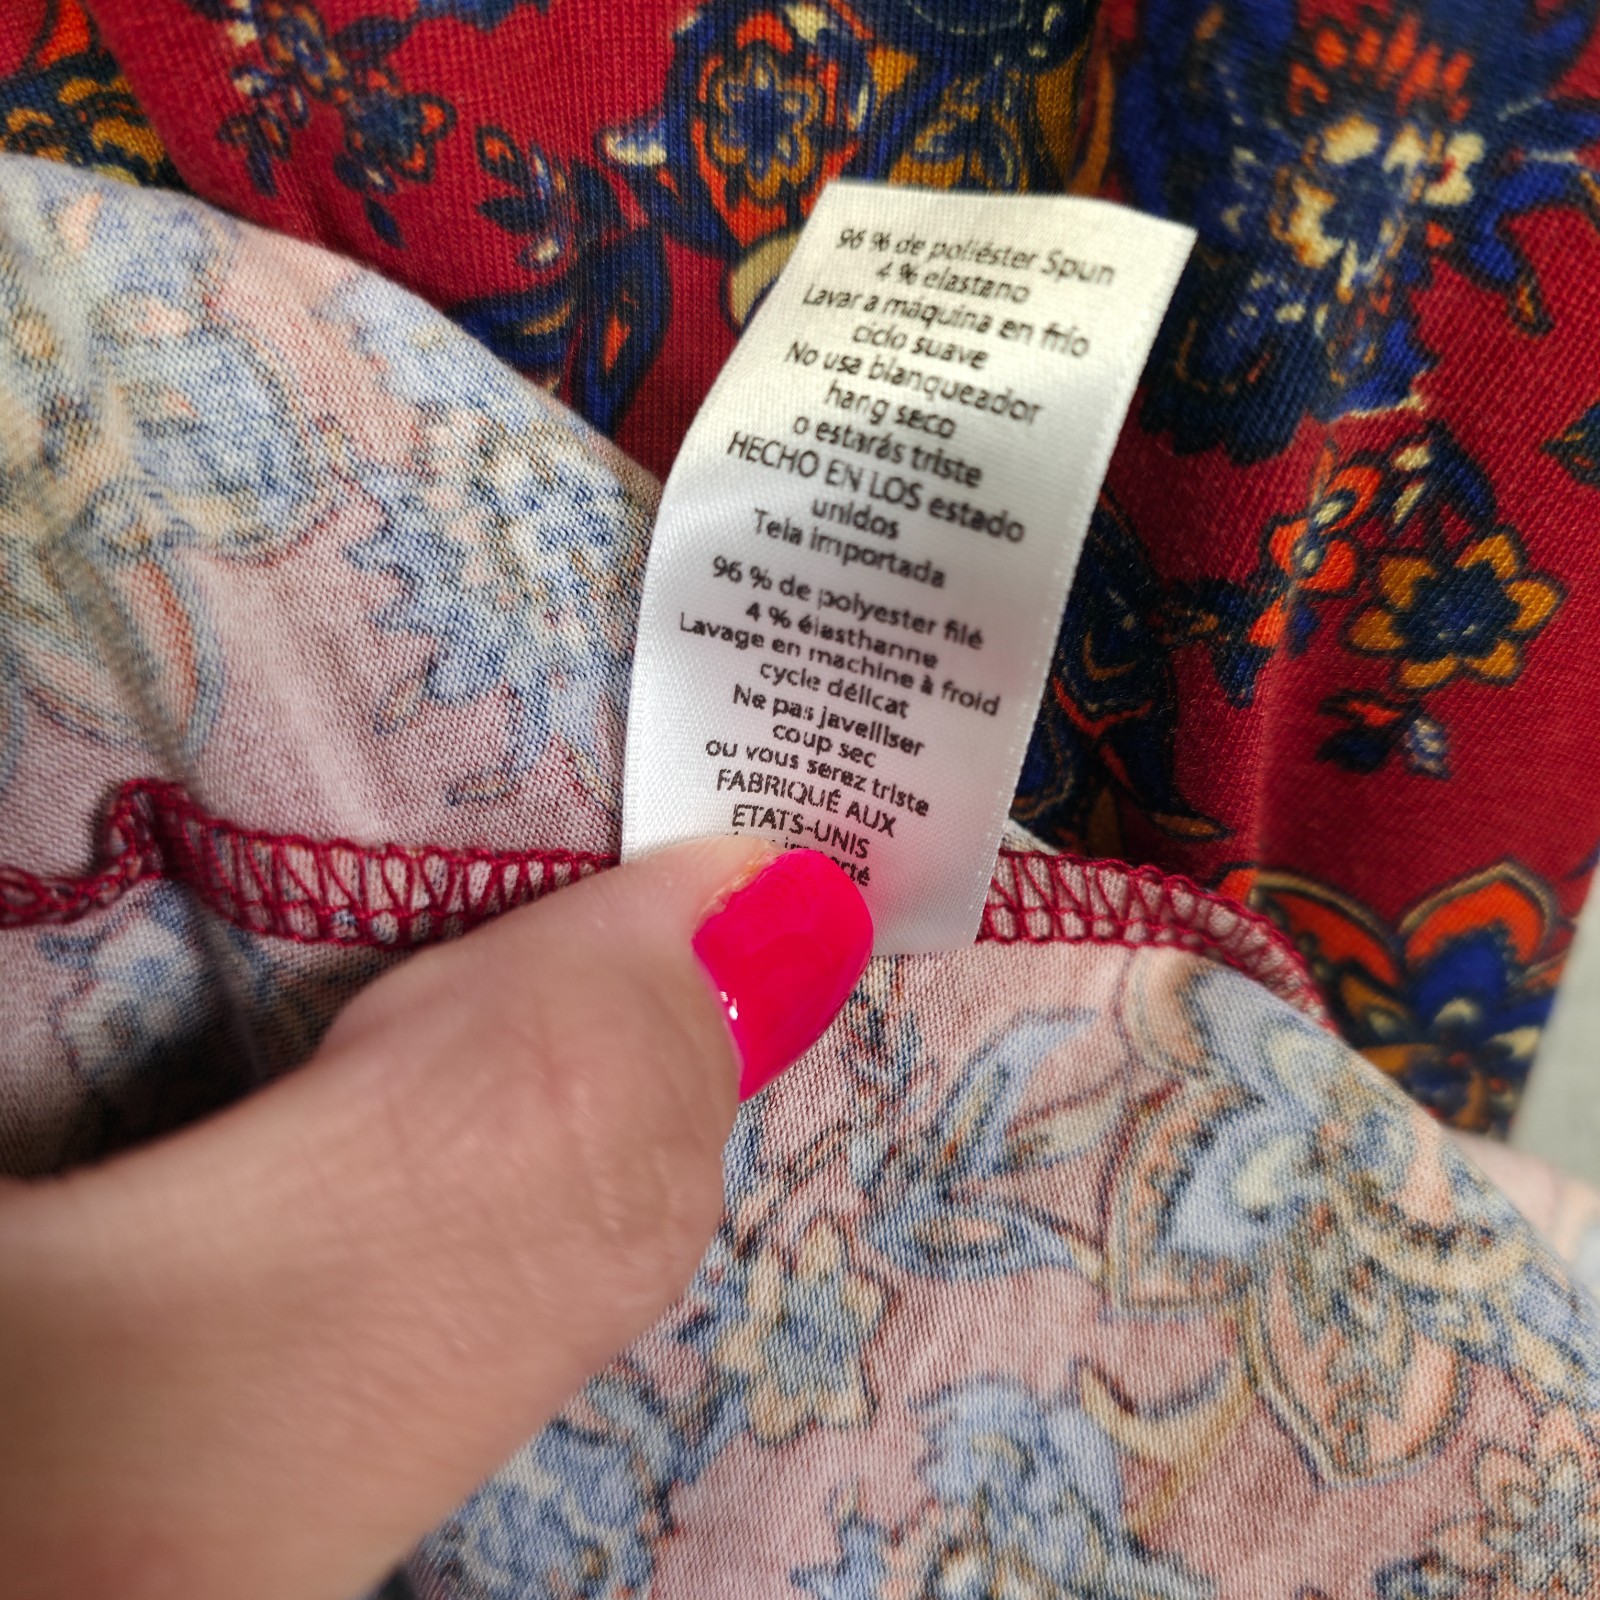 96 % de poliéster Spun
4 % elastano
Lavar a máquina en frío
ciclo suave
No usa blanqueador
hang seco
o estarás triste
HECHO EN LOS estado
unidos
Tela importada
96 % de polyester filé
4 % élasthanne
Lavage en machine à froid
cycle délicat
Ne pas javelliser
coup sec
ou vous serez triste
FABRIQUÉ AUX
ETATS-UNIS